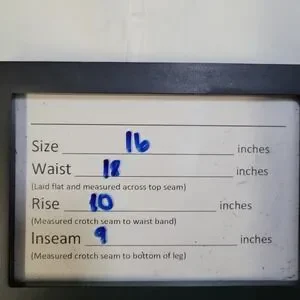 Size 16 inches
Waist 18 inches
(Laid flat and measured across top seam)
Rise 10 inches
(Measured crotch seam to waist band)
Inseam 9 inches
(Measured crotch seam to bottom of leg)